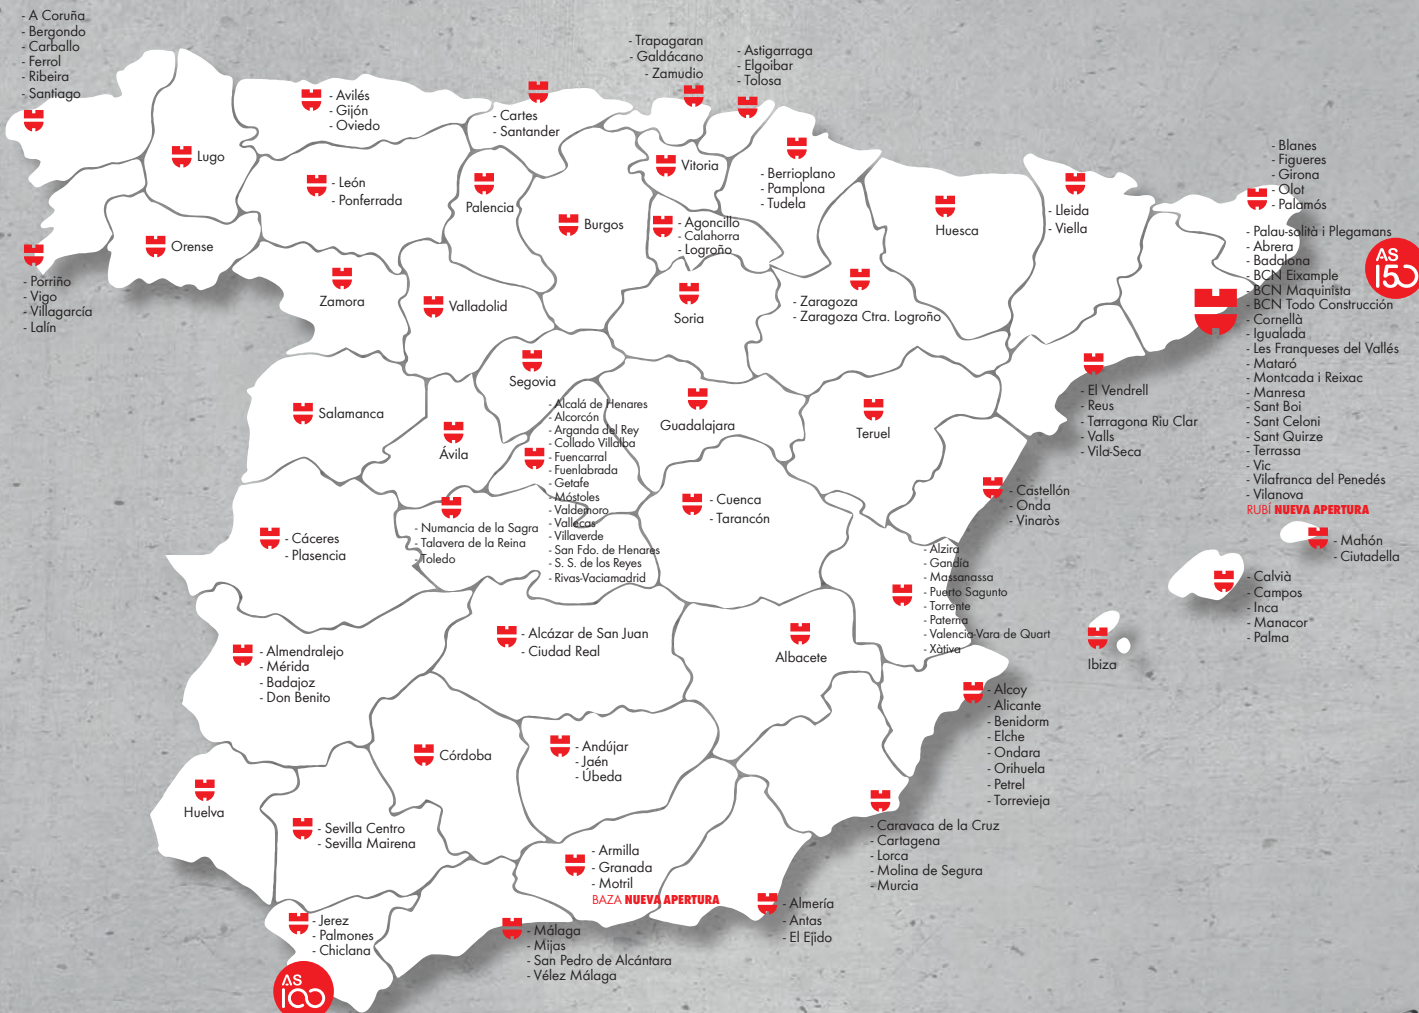 - A Coruña
- Bergondo
- Carballo
- Ferrol
- Ribeira
- Santiago
- Avilés
- Gijón
- Oviedo
- Cartes
- Santander
- Trapagaran
- Galdácano
- Zamudio
- Astigarraga
- Elgoibar
- Tolosa
Lugo
- León
- Ponferrada
Palencia
Burgos
Vitoria
- Agoncillo
- Calahorra
- Logroño
- Berrioplano
- Pamplona
- Tudela
Huesca
- Lleida
- Viella
- Blanes
- Figueres
- Girona
- Olot
- Palamós
- Palau-solità i Plegamans
- Abrera
- Badalona
- BCN Eixample
- BCN Maquinista
- BCN Todo Construcción
- Cornellà
- Igualada
- Les Franqueses del Vallés
- Mataró
- Montcada i Reixac
- Manresa
- Sant Boi
- Sant Celoni
- Sant Quirze
- Terrassa
- Vic
- Vilafranca del Penedés
- Vilanova
RUBÍ NUEVA APERTURA
AS
150
Orense
- Porriño
- Vigo
- Villagarcía
- Lalín
Zamora
Valladolid
Soria
- Zaragoza
- Zaragoza Ctra. Logroño
- El Vendrell
- Reus
- Tarragona Riu Clar
- Valls
- Vila-Seca
Salamanca
Ávila
Segovia
- Alcalá de Henares
- Alcorcón
- Arganda del Rey
- Collado Villalba
- Fuencarral
- Fuenlabrada
- Getafe
- Móstoles
- Valdemoro
- Vallecas
- Villaverde
- San Fdo. de Henares
- S. S. de los Reyes
- Rivas-Vaciamadrid
Guadalajara
Teruel
- Castellón
- Onda
- Vinaròs
- Cáceres
- Plasencia
- Numancia de la Sagra
- Talavera de la Reina
- Toledo
- Cuenca
- Tarancón
- Alzira
- Gandía
- Massanassa
- Puerto Sagunto
- Torrente
- Paterna
- Valencia-Vara de Quart
- Xàtiva
- Mahón
- Ciutadella
- Calvià
- Campos
- Inca
- Manacor
- Palma
Ibiza
- Almendralejo
- Mérida
- Badajoz
- Don Benito
- Alcázar de San Juan
- Ciudad Real
Albacete
- Alcoy
- Alicante
- Benidorm
- Elche
- Ondara
- Orihuela
- Petrel
- Torrevieja
Huelva
Córdoba
- Andújar
- Jaén
- Úbeda
- Caravaca de la Cruz
- Cartagena
- Lorca
- Molina de Segura
- Murcia
- Sevilla Centro
- Sevilla Mairena
- Armilla
- Granada
- Motril
BAZA NUEVA APERTURA
- Almería
- Antas
- El Ejido
- Jerez
- Palmones
- Chiclana
- Málaga
- Mijas
- San Pedro de Alcántara
- Vélez Málaga
AS
100